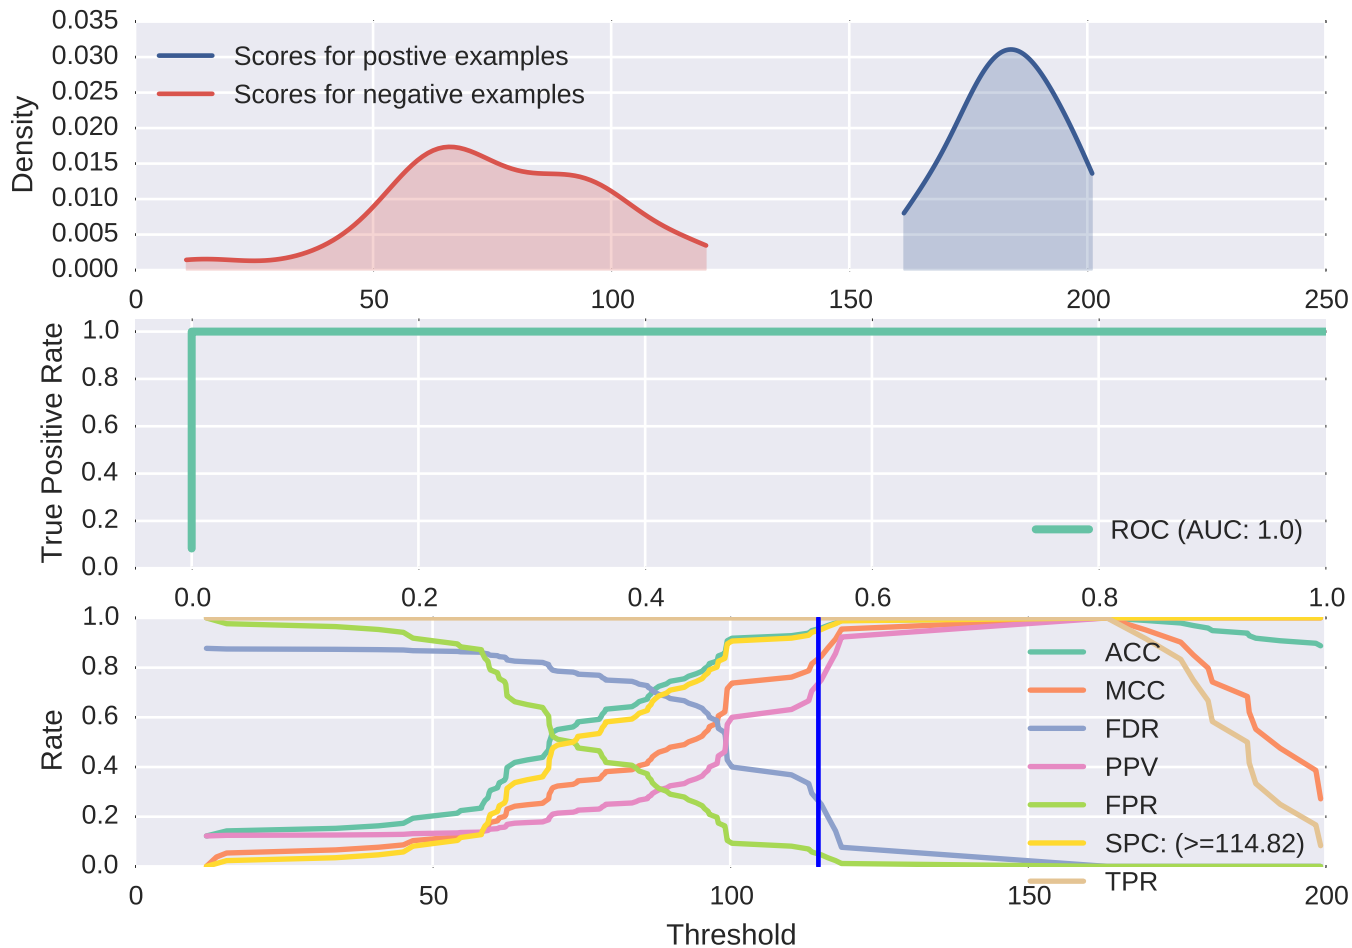 0.035
0.030
0.025
0.020
0.015
0.010
0.005
0.000
Density
Scores for postive examples
Scores for negative examples
0 50 100 150 200 250
1.0
0.8
0.6
0.4
0.2
0.0
True Positive Rate
ROC (AUC: 1.0)
0.0 0.2 0.4 0.6 0.8 1.0
1.0
0.8
0.6
0.4
0.2
0.0
Rate
ACC
MCC
FDR
PPV
FPR
SPC: (>=114.82)
TPR
0 50 100 150 200
Threshold